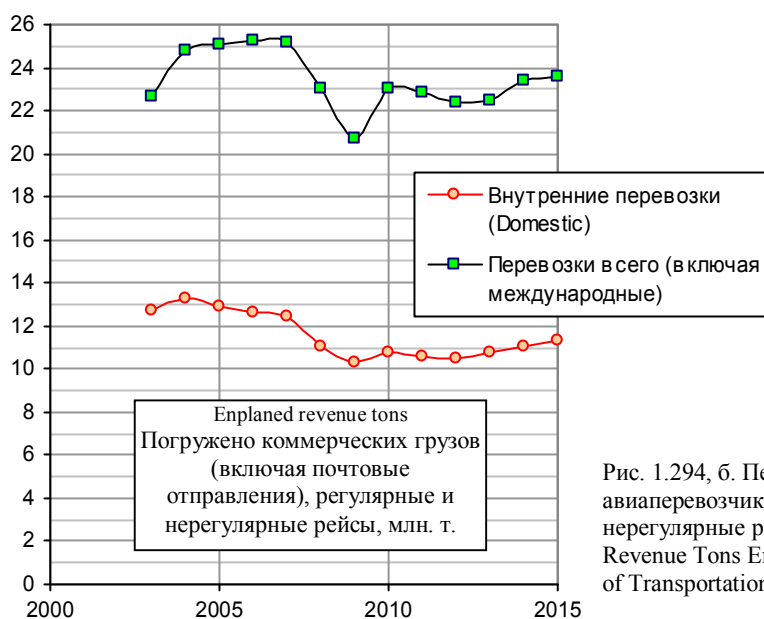 26
24
22
20
18
16
14
12
10
8
6
4
2
0
2000
2005
2010
2015
Внутренние перевозки
(Domestic)
Перевозки всего (включая
международные)
Enplaned revenue tons
Погружено коммерческих грузов
(включая почтовые
отправления), регулярные и
нерегулярные рейсы, млн. т.
Рис. 1.294, б.
авиаперевозчик
нерегулярные
Revenue Tons
of Transportation